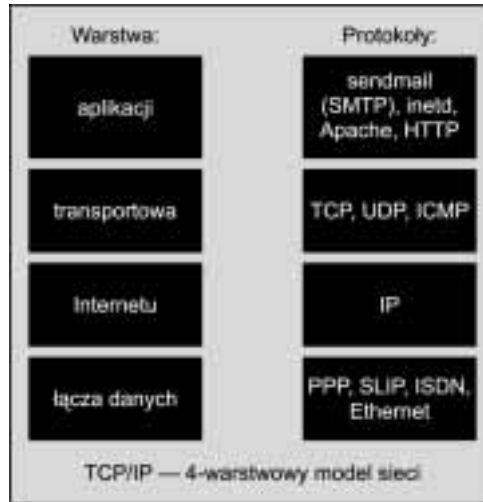 Warstwa:
Protokoły:
aplikacji
sendmail
(SMTP), inetd,
Apache, HTTP
transportowa
TCP, UDP, ICMP
Internetu
IP
łącza danych
PPP, SLIP, ISDN,
Ethernet
TCP/IP — 4-warstwowy model sieci